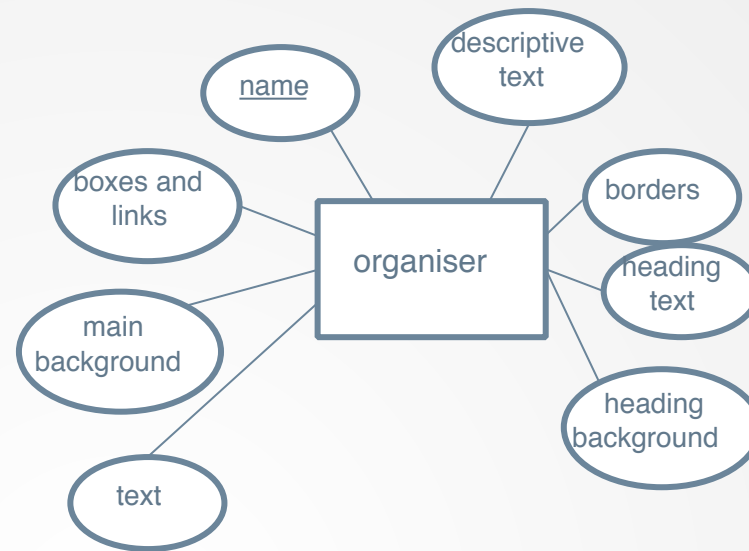 descriptive
text
name
boxes and
links
borders
organiser
heading
text
main
background
heading
background
text